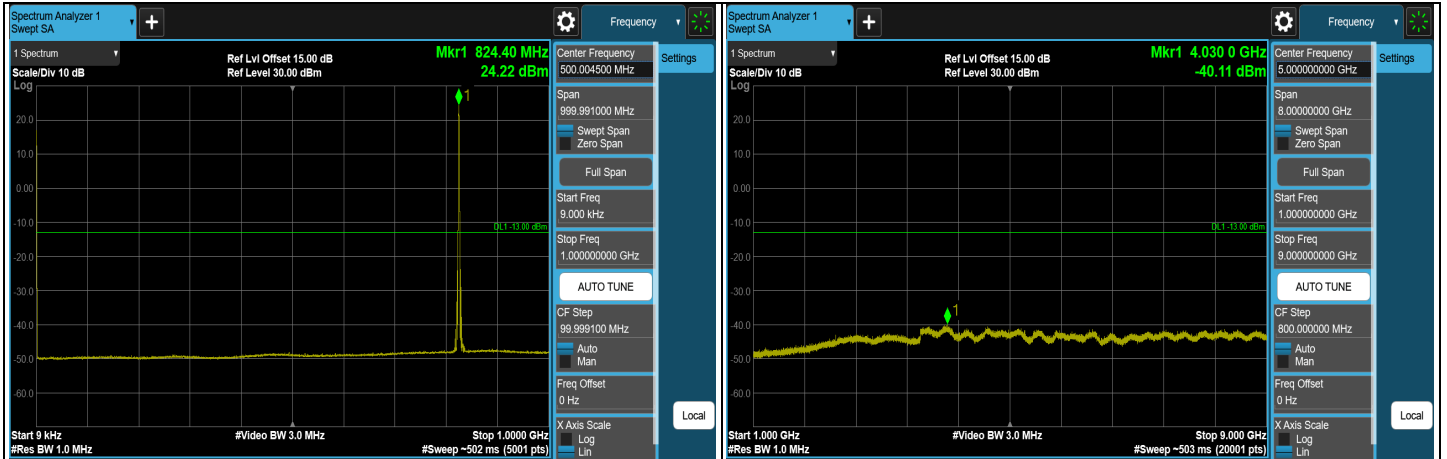 Spectrum Analyzer 1
Swept SA
+
Frequency
1 Spectrum
Ref Lvl Offset 15.00 dB
Mkr1 824.40 MHz
Scale/Div 10 dB
Ref Level 30.00 dBm
24.22 dBm
Log
1
20.0
10.0
0.00
-10.0
DL1 -13.00 dBm
-20.0
-30.0
-40.0
-50.0
-60.0
Start 9 kHz
#Video BW 3.0 MHz
Stop 1.0000 GHz
#Res BW 1.0 MHz
#Sweep ~502 ms (5001 pts)
Center Frequency
500.004500 MHz
Settings
Span
999.991000 MHz
Swept Span
Zero Span
Full Span
Start Freq
9.000 kHz
Stop Freq
1.000000000 GHz
AUTO TUNE
CF Step
99.999100 MHz
Auto
Man
Freq Offset
0 Hz
Local
X Axis Scale
Log
Lin
Spectrum Analyzer 1
Swept SA
+
Frequency
1 Spectrum
Ref Lvl Offset 15.00 dB
Mkr1 4.030 0 GHz
Scale/Div 10 dB
Ref Level 30.00 dBm
-40.11 dBm
Log
20.0
10.0
0.00
-10.0
DL1 -13.00 dBm
-20.0
-30.0
1
-40.0
-50.0
-60.0
Start 1.000 GHz
#Video BW 3.0 MHz
Stop 9.000 GHz
#Res BW 1.0 MHz
#Sweep ~503 ms (20001 pts)
Center Frequency
5.000000000 GHz
Settings
Span
8.00000000 GHz
Swept Span
Zero Span
Full Span
Start Freq
1.000000000 GHz
Stop Freq
9.000000000 GHz
AUTO TUNE
CF Step
800.000000 MHz
Auto
Man
Freq Offset
0 Hz
Local
X Axis Scale
Log
Lin